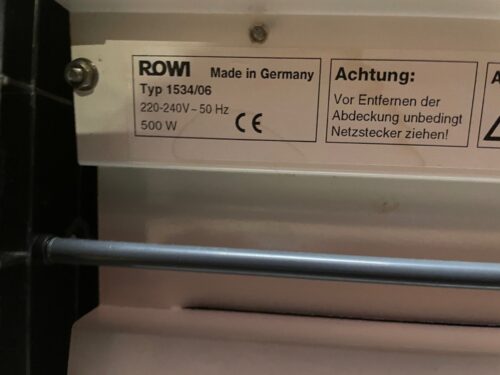 ROWI Made in Germany
Typ 1534/06
220-240V~50 Hz
500 W CE
Achtung:
Vor Entfernen der
Abdeckung unbedingt
Netzstecker ziehen!
A